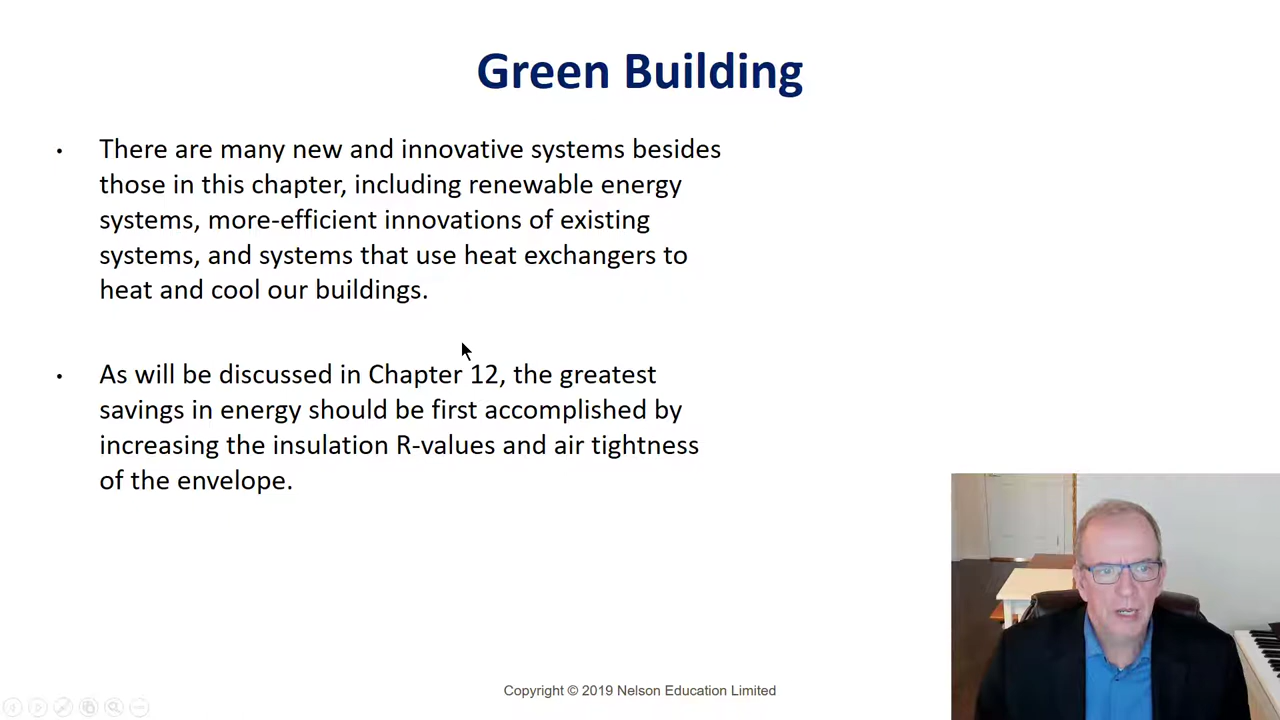 Green Building
• There are many new and innovative systems besides
those in this chapter, including renewable energy
systems, more-efficient innovations of existing
systems, and systems that use heat exchangers to
heat and cool our buildings.
• As will be discussed in Chapter 12, the greatest
savings in energy should be first accomplished by
increasing the insulation R-values and air tightness
of the envelope.
Copyright © 2019 Nelson Education Limited